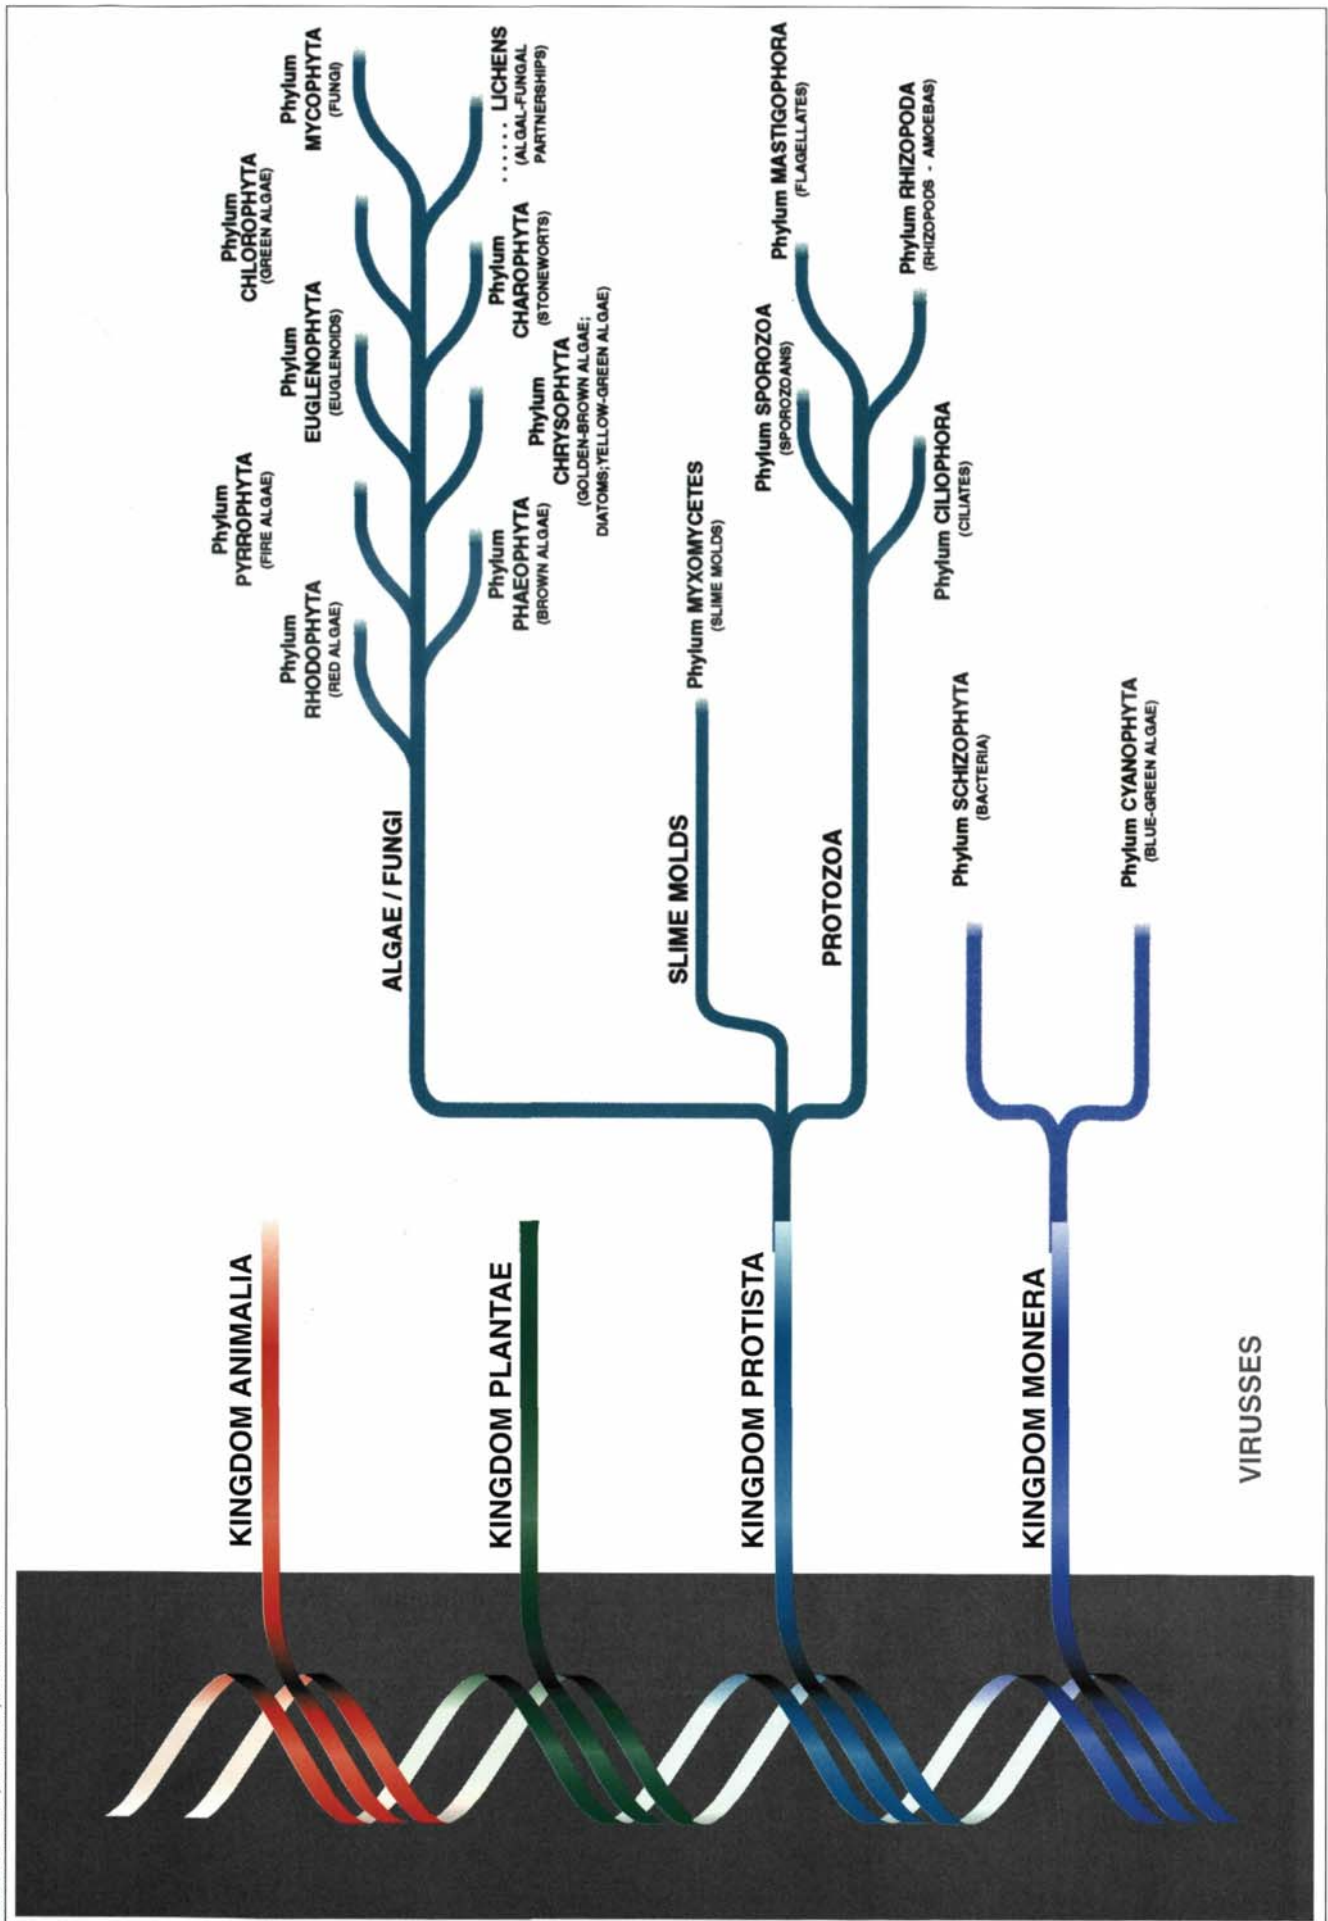 KINGDOM ANIMALIA
KINGDOM PLANTAE
KINGDOM PROTISTA
KINGDOM MONERA
VIRUSSES
ALGAE / FUNGI
Phylum
RHODOPHYTA
(RED ALGAE)
Phylum
PYRROPHYTA
(FIRE ALGAE)
Phylum
EUGLENOPHYTA
(EUGLENOIDS)
Phylum
CHLOROPHYTA
(GREEN ALGAE)
Phylum
MYCOPHYTA
(FUNGI)
Phylum
PHAEOPHYTA
(BROWN ALGAE)
Phylum
CHRYSOPHYTA
(GOLDEN-BROWN ALGAE;
DIATOMS;YELLOW-GREEN ALGAE)
Phylum
CHAROPHYTA
(STONEWORTS)
...... LICHENS
(ALGAL-FUNGAL
PARTNERSHIPS)
SLIME MOLDS
Phylum MYXOMYCETES
(SLIME MOLDS)
PROTOZOA
Phylum SPOROZOA
(SPOROZOANS)
Phylum MASTIGOPHORA
(FLAGELLATES)
Phylum CILIOPHORA
(CILIATES)
Phylum RHIZOPODA
(RHIZOPODS - AMOEBAS)
Phylum SCHIZOPHYTA
(BACTERIA)
Phylum CYANOPHYTA
(BLUE-GREEN ALGAE)